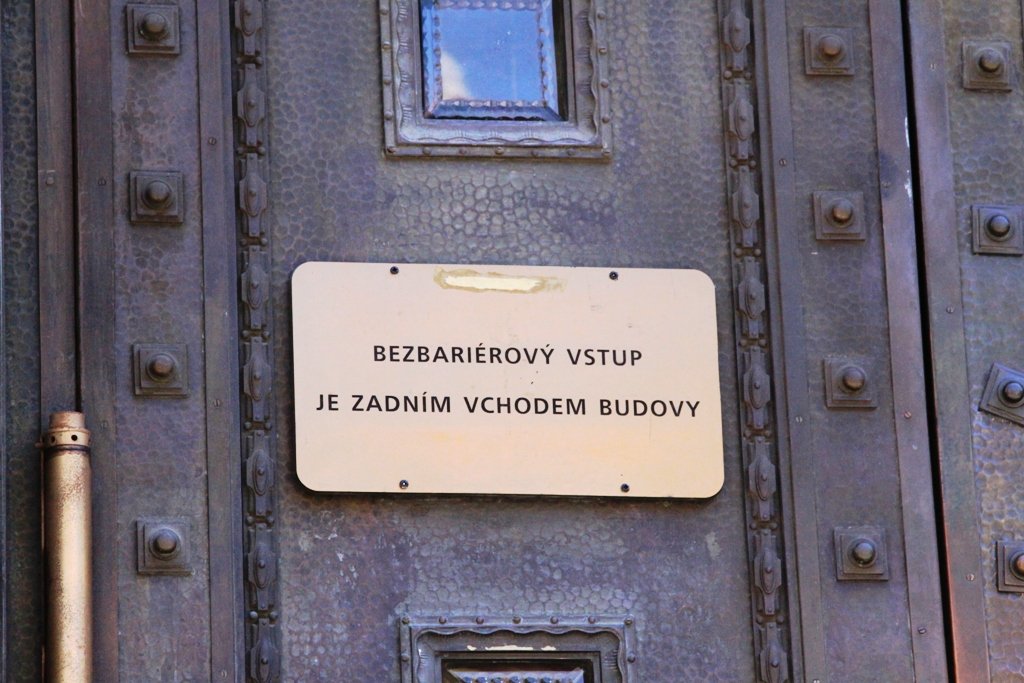 BEZBARIÉROVÝ VSTUP
JE ZADNÍM VCHODEM BUDOVY